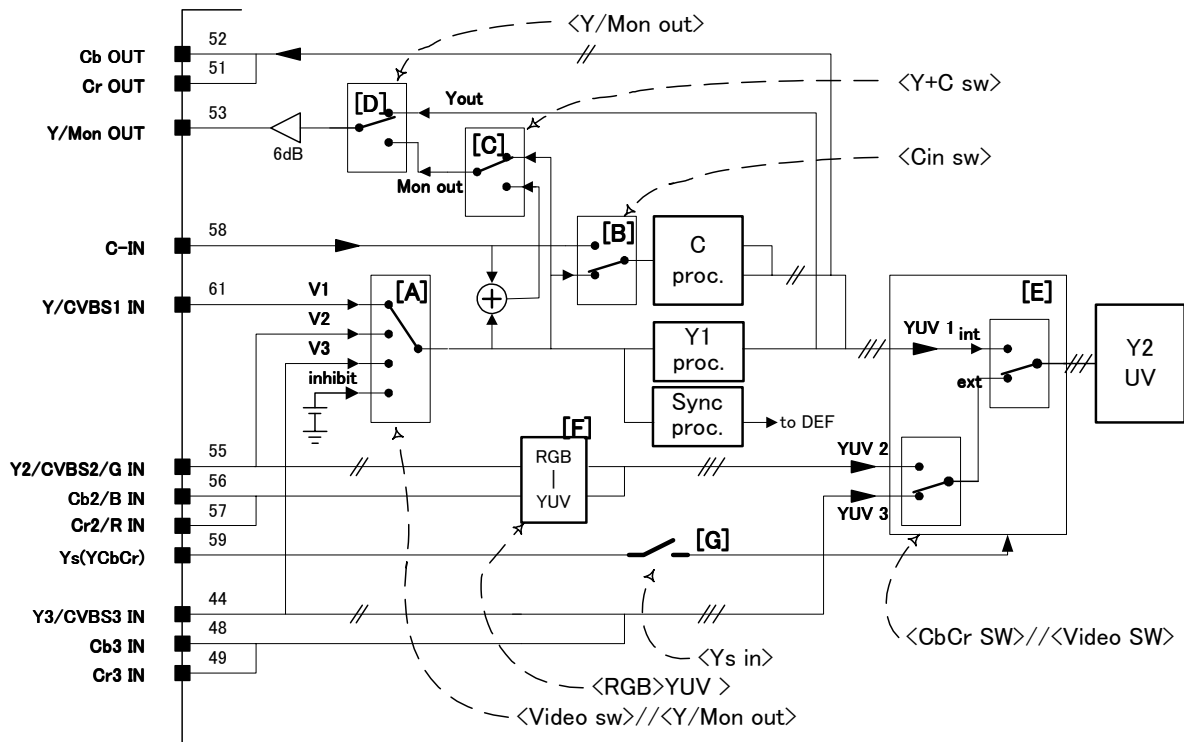 <Y/Mon out>
52
Cb OUT
51
Cr OUT
[D]
Yout
<Y+C sw>
53
Y/Mon OUT
6dB
[C]
Mon out
<Cin sw>
58
C-IN
[B]
C
proc.
61
Y/CVBS1 IN
V1
[A]
[E]
V2
V3
inhibit
Y1
proc.
YUV 1
int
ext
Y2
UV
Sync
proc.
to DEF
[F]
55
Y2/CVBS2/G IN
RGB
|
YUV
YUV 2
56
Cb2/B IN
57
Cr2/R IN
YUV 3
59
Ys(YCbCr)
[G]
44
Y3/CVBS3 IN
48
Cb3 IN
49
Cr3 IN
<CbCr SW>//<Video SW>
<Ys in>
<RGB>YUV >
<Video sw>//<Y/Mon out>